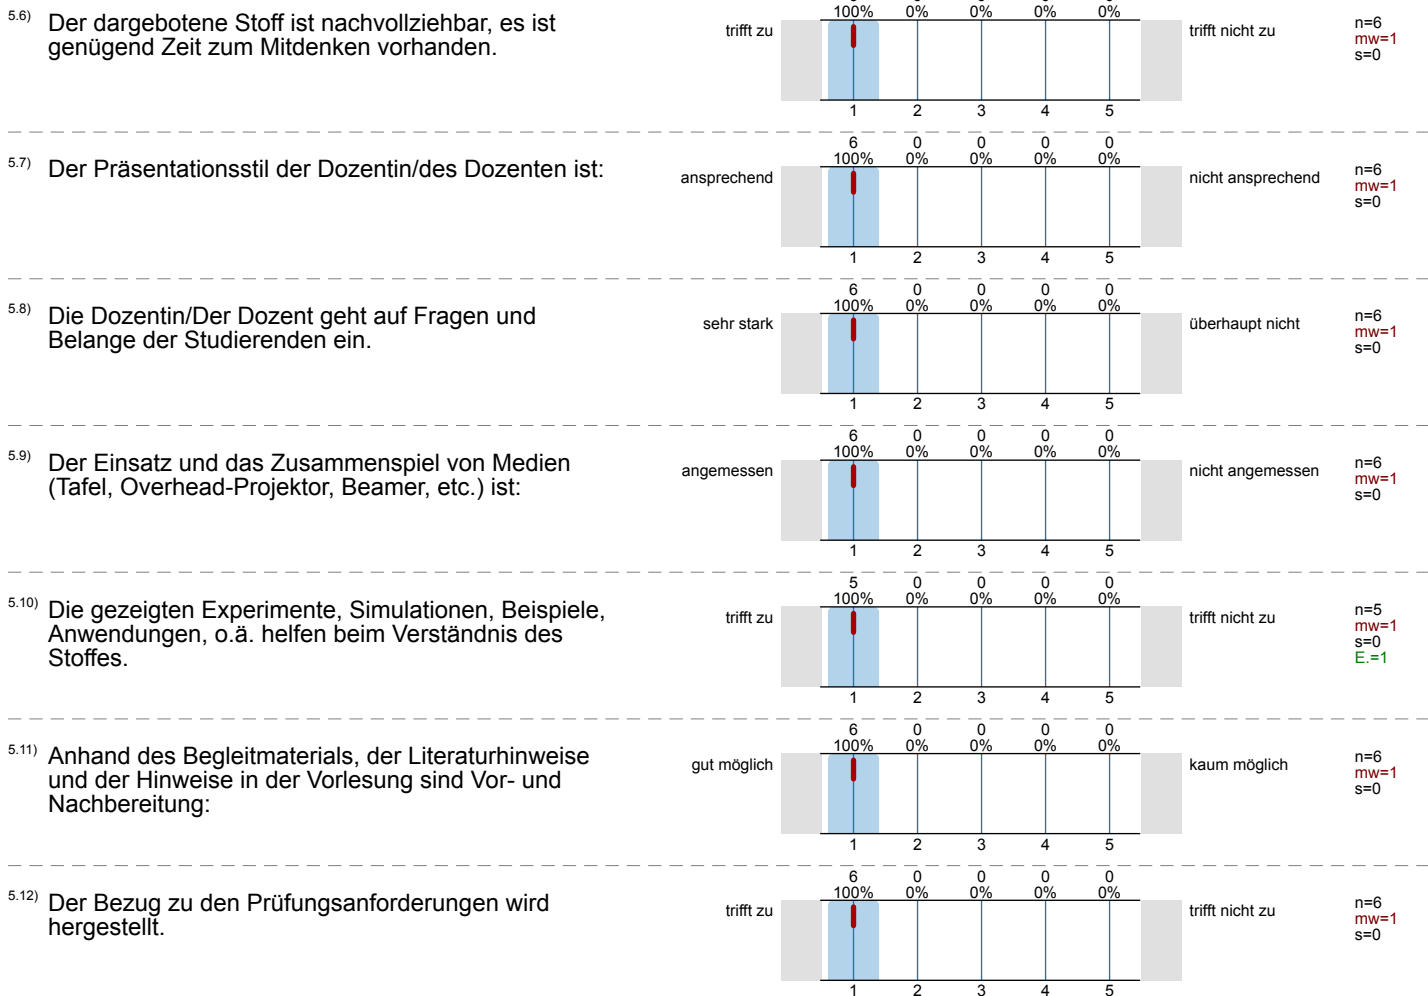 5.6) Der dargebotene Stoff ist nachvollziehbar, es ist
genügend Zeit zum Mitdenken vorhanden.
trifft zu
100% 0% 0% 0% 0%
1 2 3 4 5
trifft nicht zu
n=6
mw=1
s=0
5.7) Der Präsentationsstil der Dozentin/des Dozenten ist:
ansprechend
6 0 0 0 0
100% 0% 0% 0% 0%
1 2 3 4 5
nicht ansprechend
n=6
mw=1
s=0
5.8) Die Dozentin/Der Dozent geht auf Fragen und
Belange der Studierenden ein.
sehr stark
6 0 0 0 0
100% 0% 0% 0% 0%
1 2 3 4 5
überhaupt nicht
n=6
mw=1
s=0
5.9) Der Einsatz und das Zusammenspiel von Medien
(Tafel, Overhead-Projektor, Beamer, etc.) ist:
angemessen
6 0 0 0 0
100% 0% 0% 0% 0%
1 2 3 4 5
nicht angemessen
n=6
mw=1
s=0
5.10) Die gezeigten Experimente, Simulationen, Beispiele,
Anwendungen, o.ä. helfen beim Verständnis des
Stoffes.
trifft zu
5 0 0 0 0
100% 0% 0% 0% 0%
1 2 3 4 5
trifft nicht zu
n=5
mw=1
s=0
E.=1
5.11) Anhand des Begleitmaterials, der Literaturhinweise
und der Hinweise in der Vorlesung sind Vor- und
Nachbereitung:
gut möglich
6 0 0 0 0
100% 0% 0% 0% 0%
1 2 3 4 5
kaum möglich
n=6
mw=1
s=0
5.12) Der Bezug zu den Prüfungsanforderungen wird
hergestellt.
trifft zu
6 0 0 0 0
100% 0% 0% 0% 0%
1 2 3 4 5
trifft nicht zu
n=6
mw=1
s=0